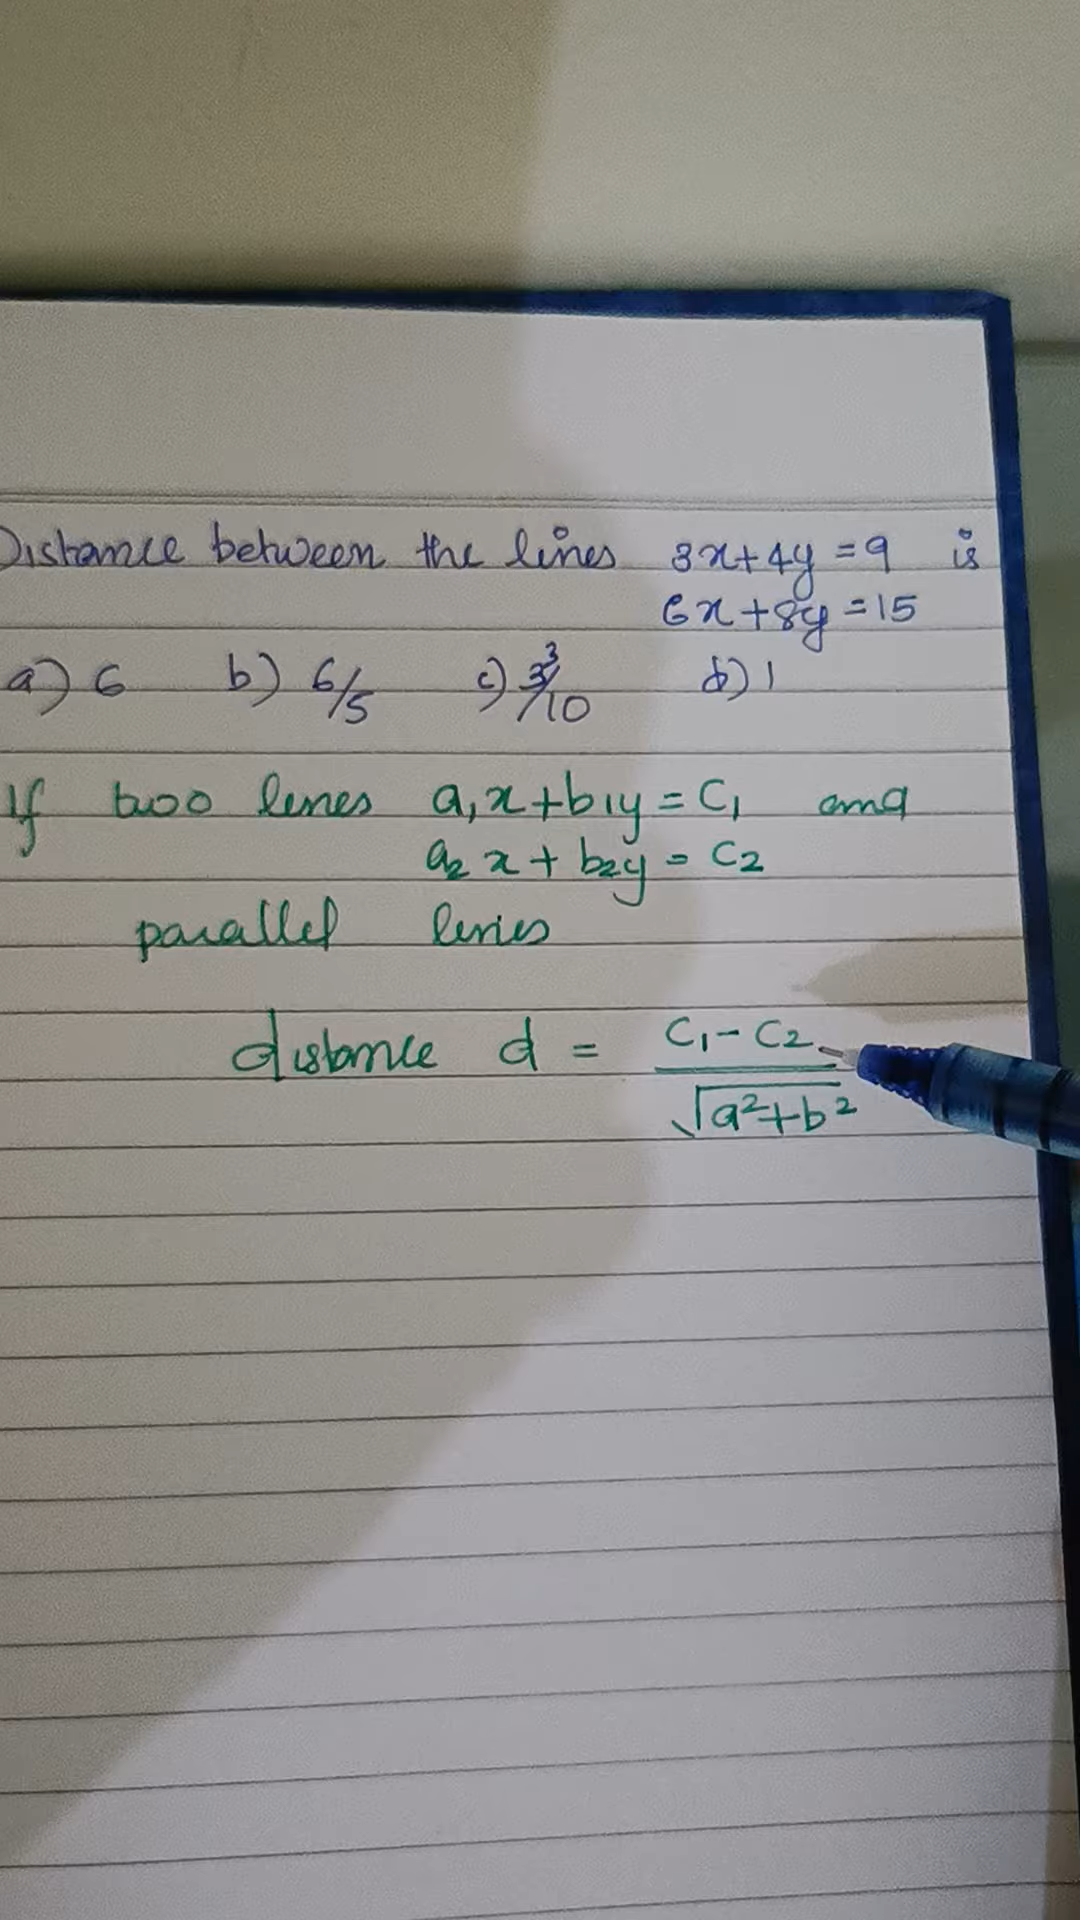 Distance between the lines 3x+4y=9 is
6x+8y=15
a) 6 b) 6/5 c) 3/10 d) 1
If two lines a₁x+b₁y=C₁ and
a₂x+b₂y=C₂
parallel lines
distance d = C₁-C₂
√a²+b²